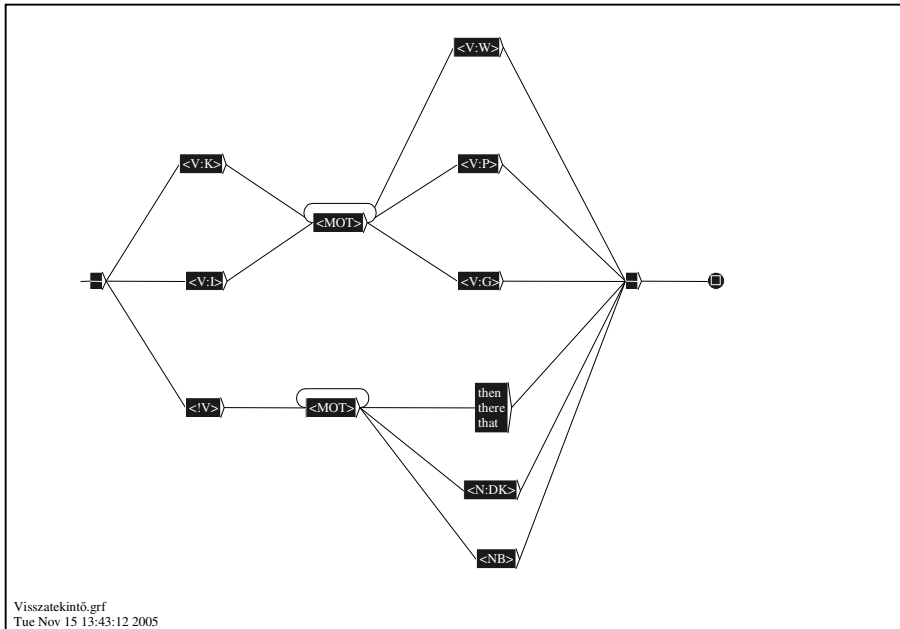 <V:W>
<V:K>
<V:P>
<MOT>
<V:I>
<V:G>
<!V>
<MOT>
then
there
that
<N:DK>
<NB>
Visszatekintő.grf
Tue Nov 15 13:43:12 2005